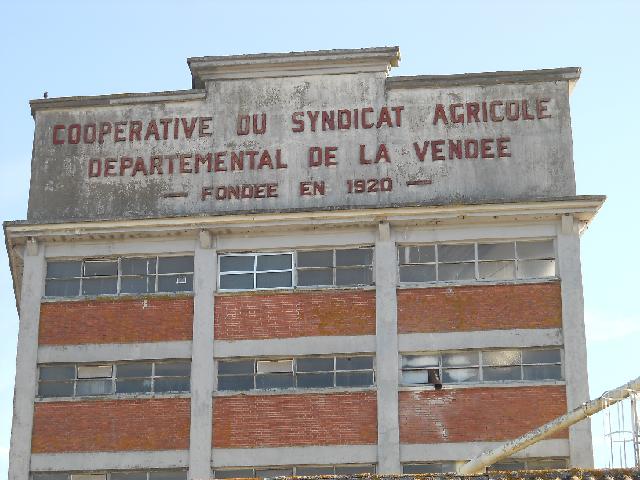 COOPERATIVE DU SYNDICAT AGRICOLE
DEPARTEMENTAL DE LA VENDEE
— FONDEE EN 1920 —